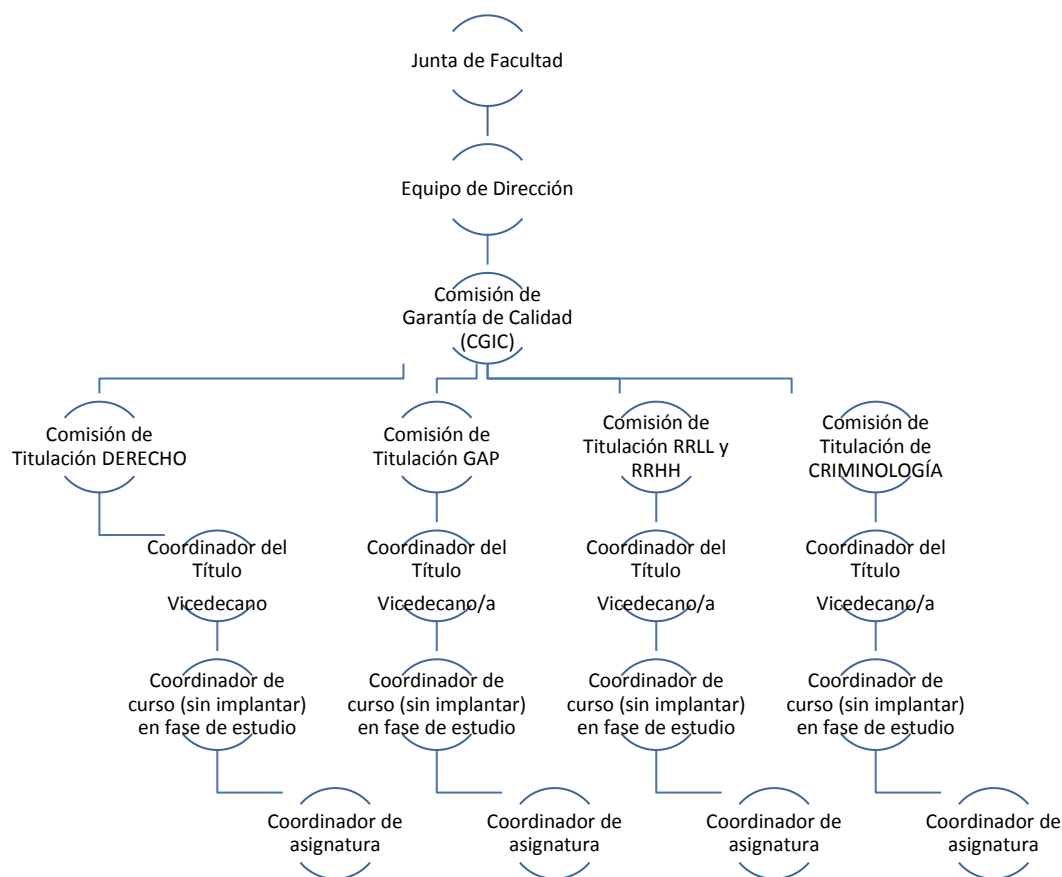 Junta de Facultad
Equipo de Dirección
Comisión de
Garantía de Calidad
(CGIC)
Comisión de
Titulación DERECHO
Comisión de
Titulación GAP
Comisión de
Titulación RRLL y
RRHH
Comisión de
Titulación de
CRIMINOLOGÍA
Coordinador del
Título
Vicedecano
Coordinador del
Título
Vicedecano/a
Coordinador del
Título
Vicedecano/a
Coordinador del
Título
Vicedecano/a
Coordinador de
curso (sin implantar)
en fase de estudio
Coordinador de
curso (sin implantar)
en fase de estudio
Coordinador de
curso (sin implantar)
en fase de estudio
Coordinador de
curso (sin implantar)
en fase de estudio
Coordinador de
asignatura
Coordinador de
asignatura
Coordinador de
asignatura
Coordinador de
asignatura